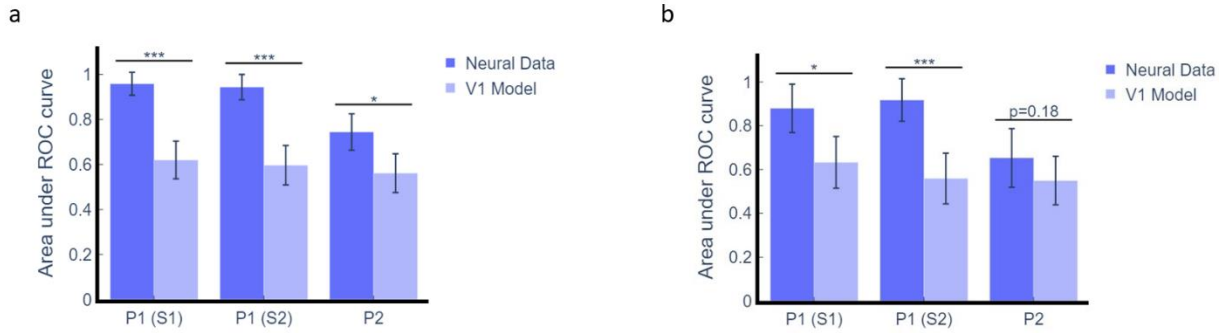 a
Area under ROC curve
1
0.8
0.6
0.4
0.2
0
***
***
*
P1 (S1)
P1 (S2)
P2
Neural Data
V1 Model
b
Area under ROC curve
1
0.8
0.6
0.4
0.2
0
*
***
p=0.18
P1 (S1)
P1 (S2)
P2
Neural Data
V1 Model